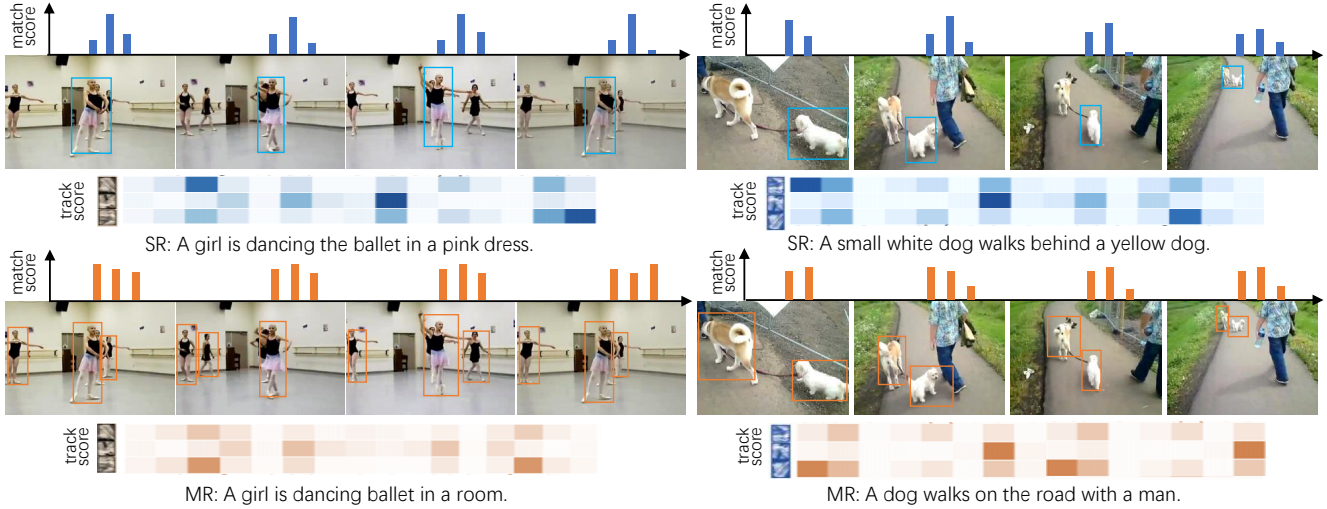 match score
match score
track score
track score
SR: A girl is dancing the ballet in a pink dress.
SR: A small white dog walks behind a yellow dog.
match score
match score
track score
track score
MR: A girl is dancing ballet in a room.
MR: A dog walks on the road with a man.